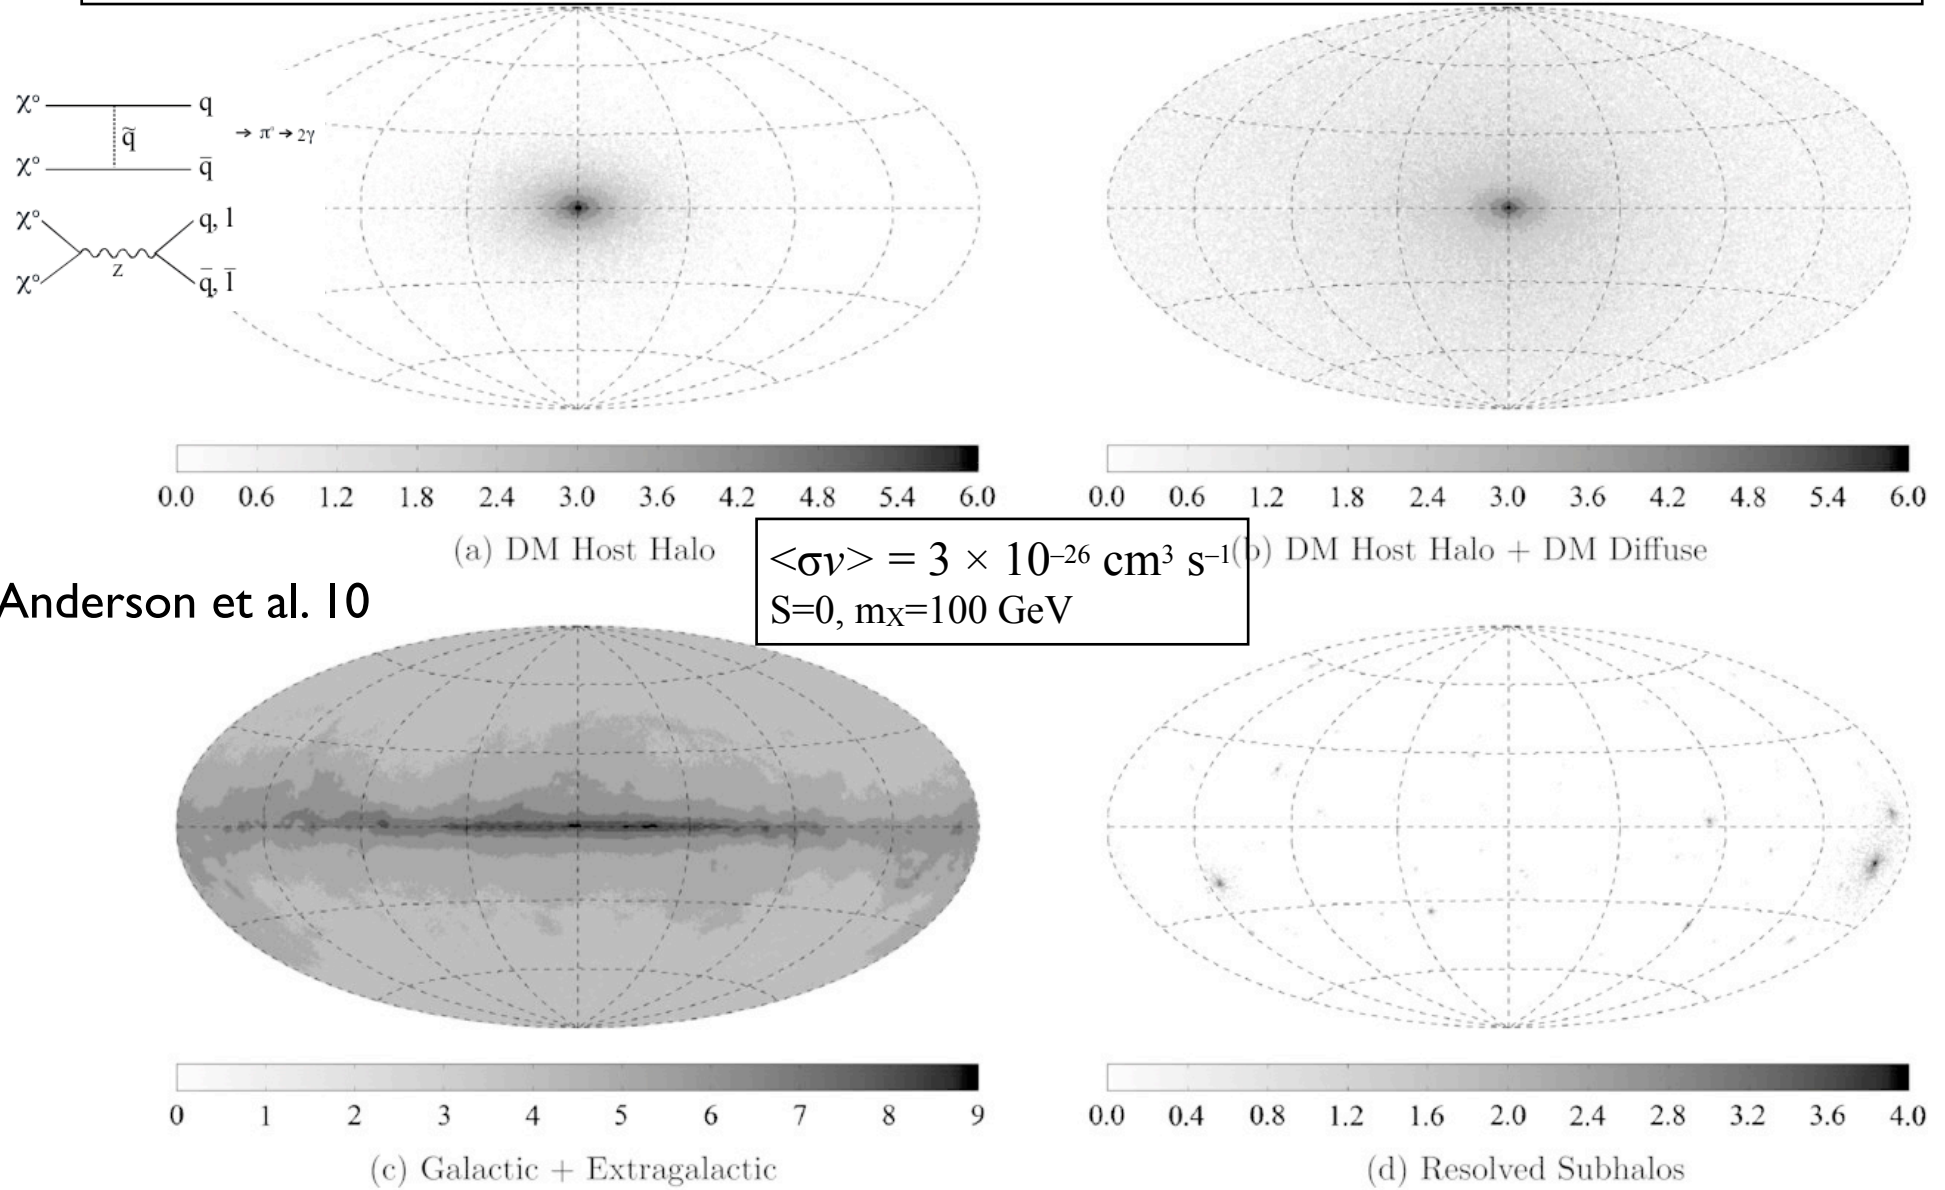 χ° q
q̃ → π° → 2γ
χ° q̄
χ° q, l
Z
χ° q̄, l̄
0.0 0.6 1.2 1.8 2.4 3.0 3.6 4.2 4.8 5.4 6.0
(a) DM Host Halo
0.0 0.6 1.2 1.8 2.4 3.0 3.6 4.2 4.8 5.4 6.0
(b) DM Host Halo + DM Diffuse
<σv> = 3 × 10⁻²⁶ cm³ s⁻¹
S=0, mₓ=100 GeV
Anderson et al. 10
0 1 2 3 4 5 6 7 8 9
(c) Galactic + Extragalactic
0.0 0.4 0.8 1.2 1.6 2.0 2.4 2.8 3.2 3.6 4.0
(d) Resolved Subhalos